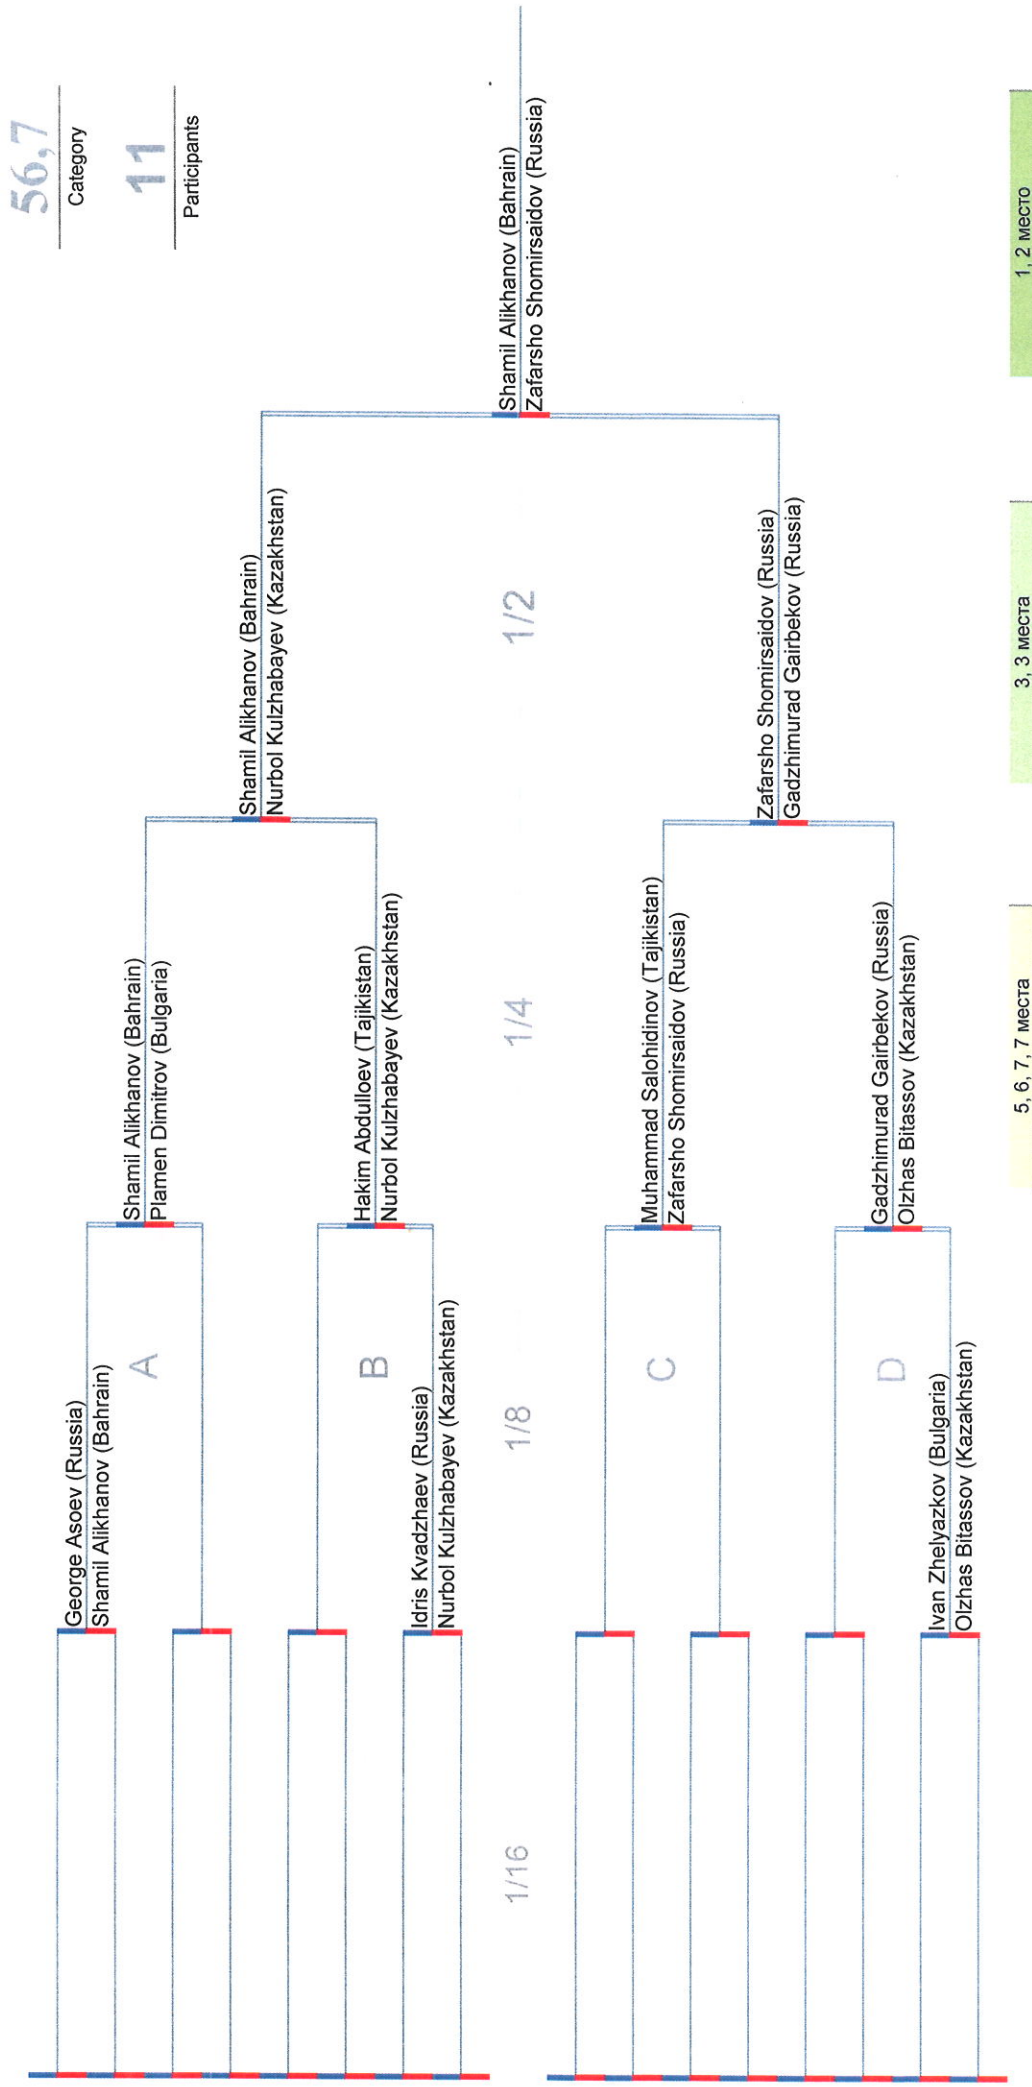 56,7
Category
11
Participants
George Asoev (Russia)
Shamil Alikhanov (Bahrain)
A
Shamil Alikhanov (Bahrain)
Plamen Dimitrov (Bulgaria)
Shamil Alikhanov (Bahrain)
Nurbol Kulzhabayev (Kazakhstan)
B
Hakim Abdulloev (Tajikistan)
Nurbol Kulzhabayev (Kazakhstan)
Idris Kvadzhaev (Russia)
Nurbol Kulzhabayev (Kazakhstan)
1/16
1/8
1/4
1/2
Shamil Alikhanov (Bahrain)
Zafarsho Shomirsaidov (Russia)
C
Muhammad Salohidinov (Tajikistan)
Zafarsho Shomirsaidov (Russia)
Zafarsho Shomirsaidov (Russia)
Gadzhimurad Gairbekov (Russia)
D
Gadzhimurad Gairbekov (Russia)
Olzhas Bitassov (Kazakhstan)
Ivan Zhelyazkov (Bulgaria)
Olzhas Bitassov (Kazakhstan)
5, 6, 7, 7 места
3, 3 места
1, 2 место